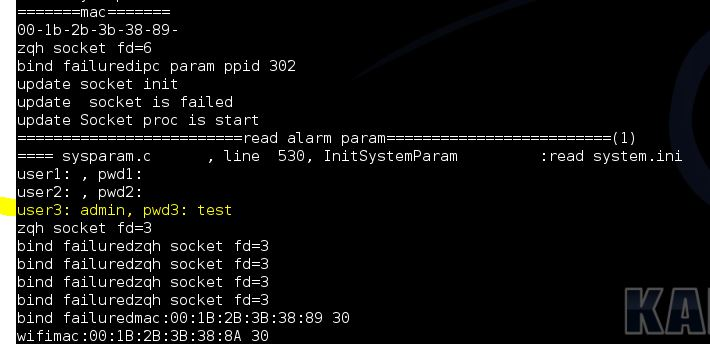 =======mac=======
00-1b-2b-3b-38-89-
zqh socket fd=6
bind failuredipc param ppid 302
update socket init
update  socket is failed
update Socket proc is start
=========================read alarm param=========================(1)
==== sysparam.c      , line  530, InitSystemParam         :read system.ini
user1: , pwd1:
user2: , pwd2:
user3: admin, pwd3: test
zqh socket fd=3
bind failuredzqh socket fd=3
bind failuredzqh socket fd=3
bind failuredzqh socket fd=3
bind failuredzqh socket fd=3
bind failuredmac:00:1B:2B:3B:38:89 30
wifimac:00:1B:2B:3B:38:8A 30
KA